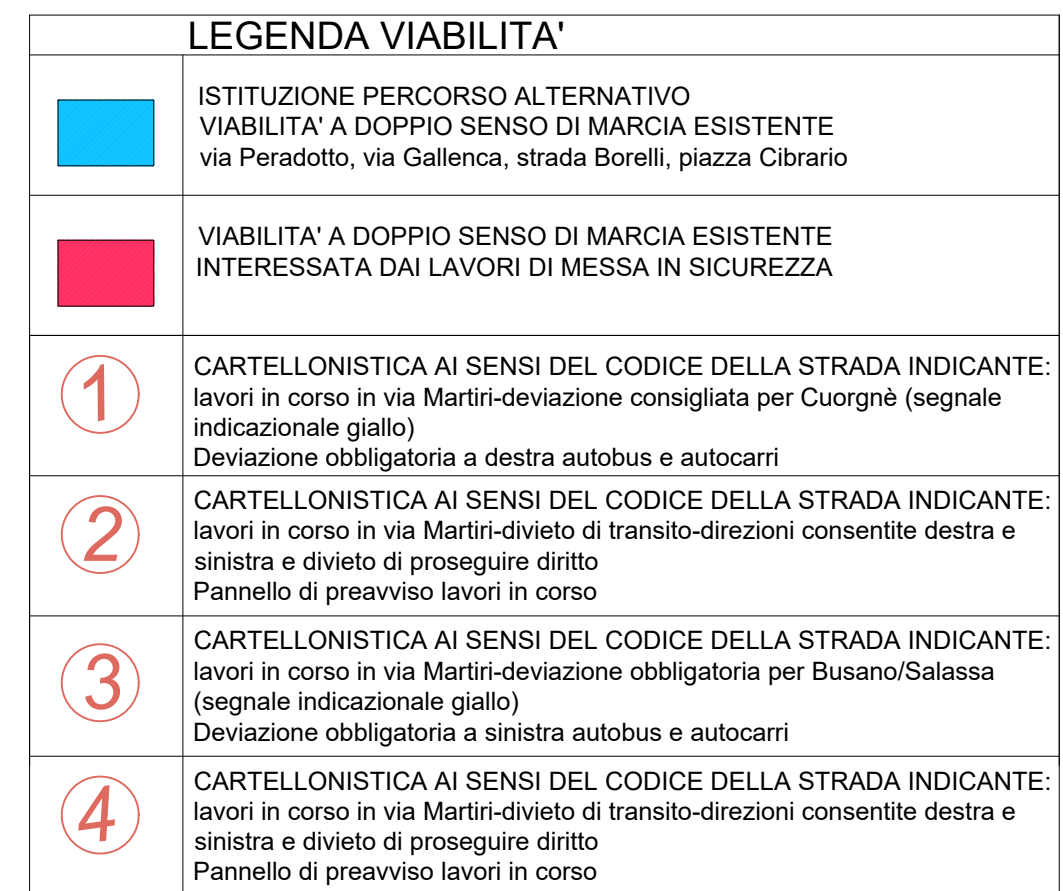 LEGENDA VIABILITA'
ISTITUZIONE PERCORSO ALTERNATIVO
VIABILITA' A DOPPIO SENSO DI MARCIA ESISTENTE
via Peradotto, via Gallenca, strada Borelli, piazza Cibrario
VIABILITA' A DOPPIO SENSO DI MARCIA ESISTENTE
INTERESSATA DAI LAVORI DI MESSA IN SICUREZZA
1
CARTELLONISTICA AI SENSI DEL CODICE DELLA STRADA INDICANTE:
lavori in corso in via Martiri-deviazione consigliata per Cuorgnè (segnale
indicazionale giallo)
Deviazione obbligatoria a destra autobus e autocarri
2
CARTELLONISTICA AI SENSI DEL CODICE DELLA STRADA INDICANTE:
lavori in corso in via Martiri-divieto di transito-direzioni consentite destra e
sinistra e divieto di proseguire diritto
Pannello di preavviso lavori in corso
3
CARTELLONISTICA AI SENSI DEL CODICE DELLA STRADA INDICANTE:
lavori in corso in via Martiri-deviazione obbligatoria per Busano/Salassa
(segnale indicazionale giallo)
Deviazione obbligatoria a sinistra autobus e autocarri
4
CARTELLONISTICA AI SENSI DEL CODICE DELLA STRADA INDICANTE:
lavori in corso in via Martiri-divieto di transito-direzioni consentite destra e
sinistra e divieto di proseguire diritto
Pannello di preavviso lavori in corso